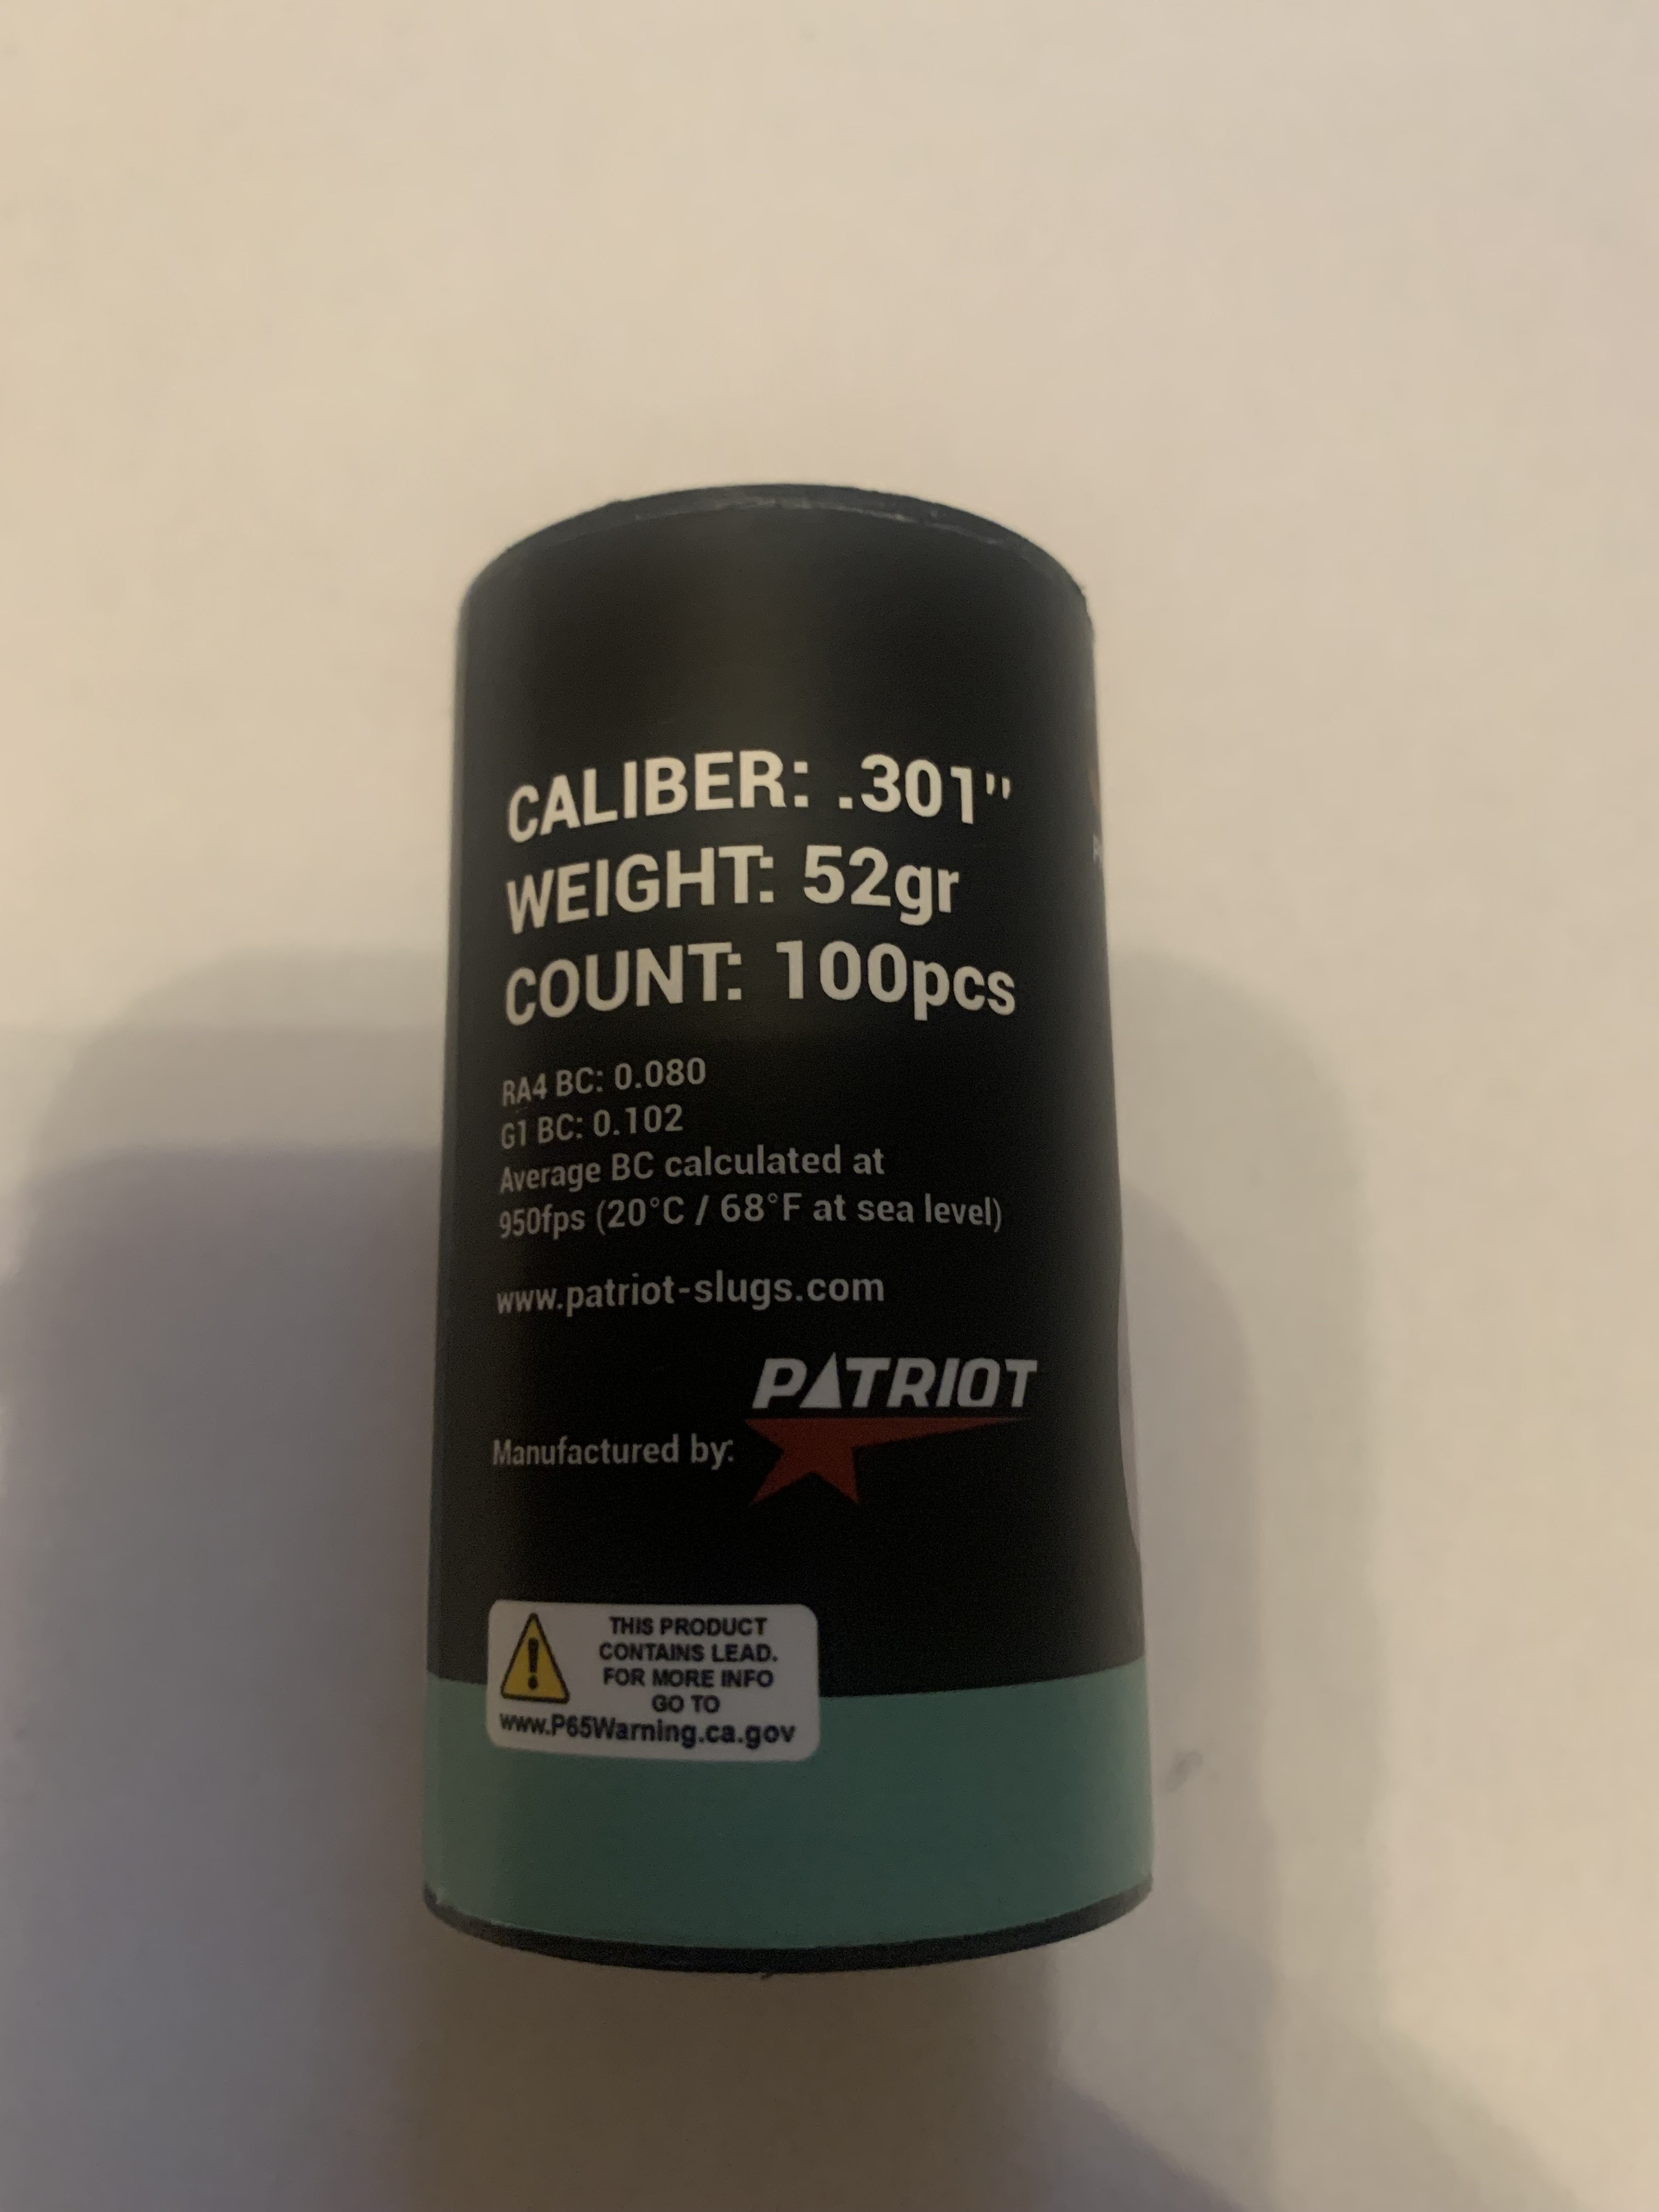 CALIBER: .301"
WEIGHT: 52gr
COUNT: 100pcs
RA4 BC: 0.080
G1 BC: 0.102
Average BC calculated at
950fps (20°C / 68°F at sea level)
www.patriot-slugs.com
PATRIOT
Manufactured by:
THIS PRODUCT
CONTAINS LEAD.
FOR MORE INFO
GO TO
www.P65Warning.ca.gov